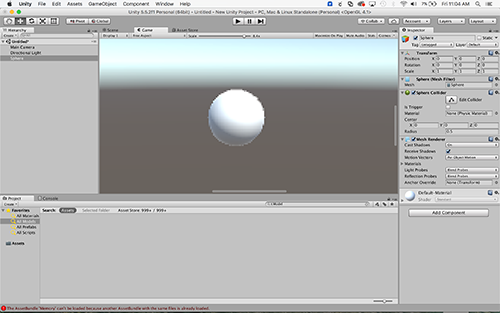 Unity File Edit Assets GameObject Component Window Help
Fri 11:04 AM
Unity 5.5.0f1 Personal (64bit) - Untitled - New Unity Project - PC, Mac & Linux Standalone (Personal) <OpenGL 4.1>
Pivot Global
Collab Account Layers Layout
Hierarchy
Create
Untitled*
Main Camera
Directional Light
Sphere
Scene Game Asset Store
Display 1 Free Aspect Scale Maximize On Play Mute Audio Stats Gizmos
Inspector
Sphere Static
Tag Untagged Layer Default
Transform
Position X 0 Y 0 Z 0
Rotation X 0 Y 0 Z 0
Scale X 1 Y 1 Z 1
Sphere (Mesh Filter)
Mesh Sphere
Sphere Collider
Edit Collider
Is Trigger
Material None (Physic Material)
Center
X 0 Y 0 Z 0
Radius 0.5
Mesh Renderer
Cast Shadows On
Receive Shadows
Motion Vectors Per Object Motion
Materials
Light Probes Blend Probes
Reflection Probes Blend Probes
Anchor Override None (Transform)
Default-Material
Shader Standard
Add Component
Project Console
Create
Favorites
All Materials
All Models
All Prefabs
All Scripts
Assets
t:Model
Search: Assets Selected Folder Asset Store: 999+ / 999+
The AssetBundle 'Memory' can't be loaded because another AssetBundle with the same files is already loaded.